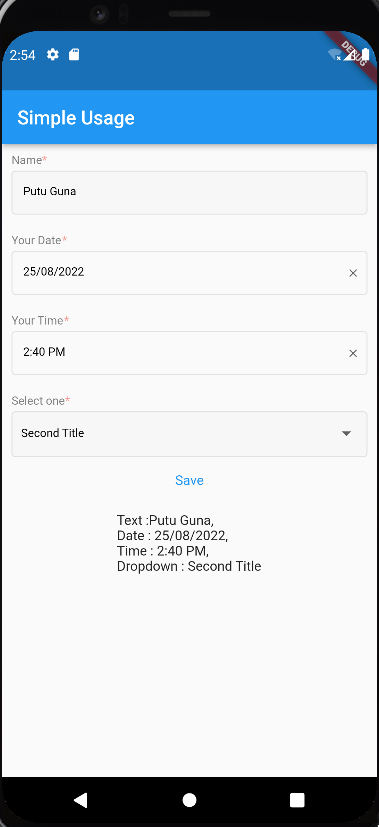 2:54
DEBUG
Simple Usage
Name*
Putu Guna
Your Date*
25/08/2022
Your Time*
2:40 PM
Select one*
Second Title
Save
Text :Putu Guna,
Date : 25/08/2022,
Time : 2:40 PM,
Dropdown : Second Title